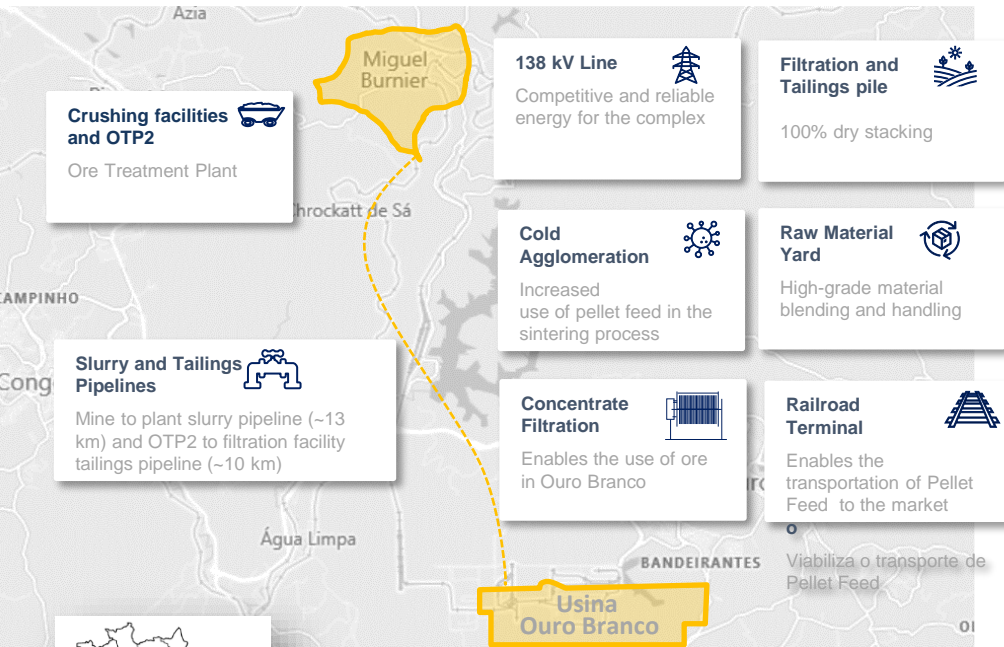 Azia
Miguel
Burnier
Crushing facilities
and OTP2
Ore Treatment Plant
138 kV Line
Competitive and reliable
energy for the complex
Filtration and
Tailings pile
100% dry stacking
hrockatt de Sá
Cold
Agglomeration
Increased
use of pellet feed in the
sintering process
Raw Material
Yard
High-grade material
blending and handling
CAMPINHO
Cong
Slurry and Tailings
Pipelines
Mine to plant slurry pipeline (~13
km) and OTP2 to filtration facility
tailings pipeline (~10 km)
Concentrate
Filtration
Enables the use of ore
in Ouro Branco
Railroad
Terminal
Enables the
transportation of Pellet
Feed to the market
o
Viabiliza o transporte de
Pellet Feed
Água Limpa
BANDEIRANTES
Usina
Ouro Branco